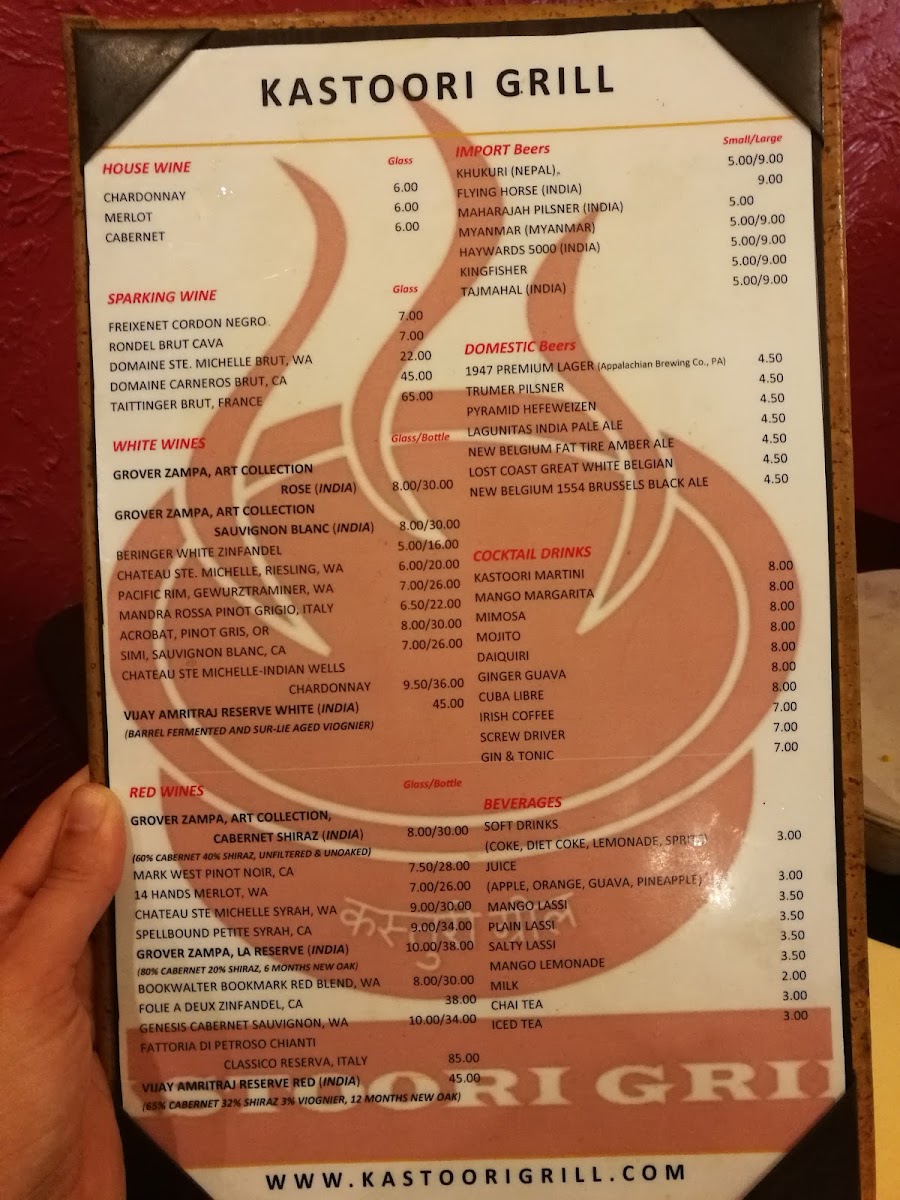 KASTOORI GRILL
HOUSE WINE Glass
CHARDONNAY 6.00
MERLOT 6.00
CABERNET 6.00
SPARKING WINE Glass
FREIXENET CORDON NEGRO 7.00
RONDEL BRUT CAVA 7.00
DOMAINE STE. MICHELLE BRUT, WA 22.00
DOMAINE CARNEROS BRUT, CA 45.00
TAITTINGER BRUT, FRANCE 65.00
WHITE WINES Glass/Bottle
GROVER ZAMPA, ART COLLECTION
ROSE (INDIA) 8.00/30.00
GROVER ZAMPA, ART COLLECTION
SAUVIGNON BLANC (INDIA) 8.00/30.00
BERINGER WHITE ZINFANDEL 5.00/16.00
CHATEAU STE. MICHELLE, RIESLING, WA 6.00/20.00
PACIFIC RIM, GEWURZTRAMINER, WA 7.00/26.00
MANDRA ROSSA PINOT GRIGIO, ITALY 6.50/22.00
ACROBAT, PINOT GRIS, OR 8.00/30.00
SIMI, SAUVIGNON BLANC, CA 7.00/26.00
CHATEAU STE MICHELLE-INDIAN WELLS
CHARDONNAY 9.50/36.00
VIJAY AMRITRAJ RESERVE WHITE (INDIA) 45.00
(BARREL FERMENTED AND SUR-LIE AGED VIOGNIER)
RED WINES Glass/Bottle
GROVER ZAMPA, ART COLLECTION,
CABERNET SHIRAZ (INDIA) 8.00/30.00
(60% CABERNET 40% SHIRAZ, UNFILTERED & UNOAKED)
MARK WEST PINOT NOIR, CA 7.50/28.00
14 HANDS MERLOT, WA 7.00/26.00
CHATEAU STE MICHELLE SYRAH, WA 9.00/30.00
SPELLBOUND PETITE SYRAH, CA 9.00/34.00
GROVER ZAMPA, LA RESERVE (INDIA) 10.00/38.00
(80% CABERNET 20% SHIRAZ, 6 MONTHS NEW OAK)
BOOKWALTER BOOKMARK RED BLEND, WA 8.00/30.00
FOLIE A DEUX ZINFANDEL, CA 38.00
GENESIS CABERNET SAUVIGNON, WA 10.00/34.00
FATTORIA DI PETROSO CHIANTI
CLASSICO RESERVA, ITALY 85.00
VIJAY AMRITRAJ RESERVE RED (INDIA) 45.00
(65% CABERNET 32% SHIRAZ 3% VIOGNIER, 12 MONTHS NEW OAK)
IMPORT Beers Small/Large
KHUKURI (NEPAL) 5.00/9.00
FLYING HORSE (INDIA) 9.00
MAHARAJAH PILSNER (INDIA) 5.00
MYANMAR (MYANMAR) 5.00/9.00
HAYWARDS 5000 (INDIA) 5.00/9.00
KINGFISHER 5.00/9.00
TAJMAHAL (INDIA) 5.00/9.00
DOMESTIC Beers
1947 PREMIUM LAGER (Appalachian Brewing Co., PA) 4.50
TRUMER PILSNER 4.50
PYRAMID HEFEWEIZEN 4.50
LAGUNITAS INDIA PALE ALE 4.50
NEW BELGIUM FAT TIRE AMBER ALE 4.50
LOST COAST GREAT WHITE BELGIAN 4.50
NEW BELGIUM 1554 BRUSSELS BLACK ALE 4.50
COCKTAIL DRINKS
KASTOORI MARTINI 8.00
MANGO MARGARITA 8.00
MIMOSA 8.00
MOJITO 8.00
DAIQUIRI 8.00
GINGER GUAVA 8.00
CUBA LIBRE 8.00
IRISH COFFEE 7.00
SCREW DRIVER 7.00
GIN & TONIC 7.00
BEVERAGES
SOFT DRINKS
(COKE, DIET COKE, LEMONADE, SPRITE) 3.00
JUICE
(APPLE, ORANGE, GUAVA, PINEAPPLE) 3.00
MANGO LASSI 3.50
PLAIN LASSI 3.50
SALTY LASSI 3.50
MANGO LEMONADE 3.50
MILK 2.00
CHAI TEA 3.00
ICED TEA 3.00
WWW.KASTOORIGRILL.COM